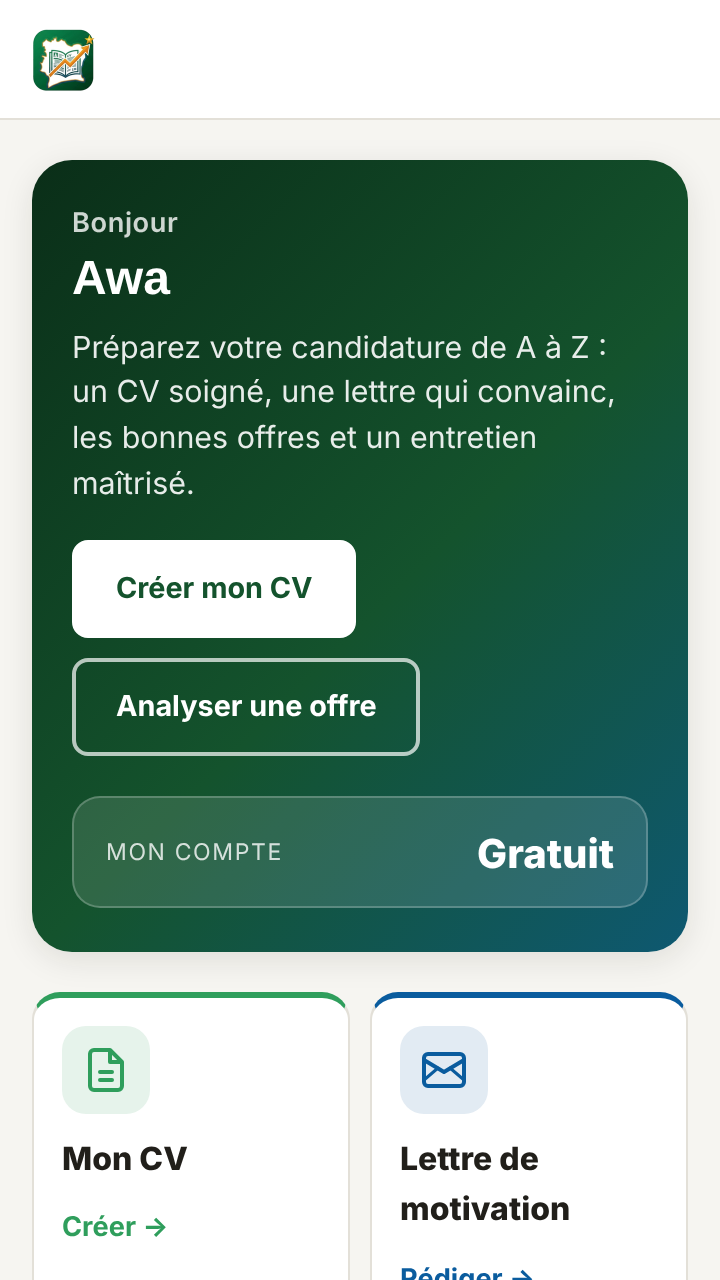 Bonjour
Awa
Préparez votre candidature de A à Z :
un CV soigné, une lettre qui convainc,
les bonnes offres et un entretien
maîtrisé.
Créer mon CV
Analyser une offre
MON COMPTE
Gratuit
Mon CV
Créer →
Lettre de
motivation
Rédiger →